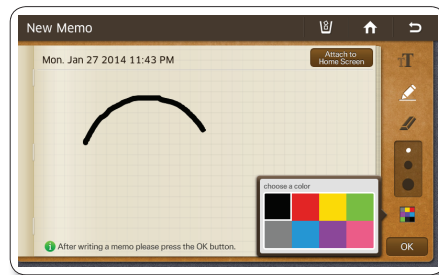 New Memo
Mon. Jan 27 2014 11:43 PM
Attach to
Home Screen
T
choose a color
After writing a memo please press the OK button.
OK